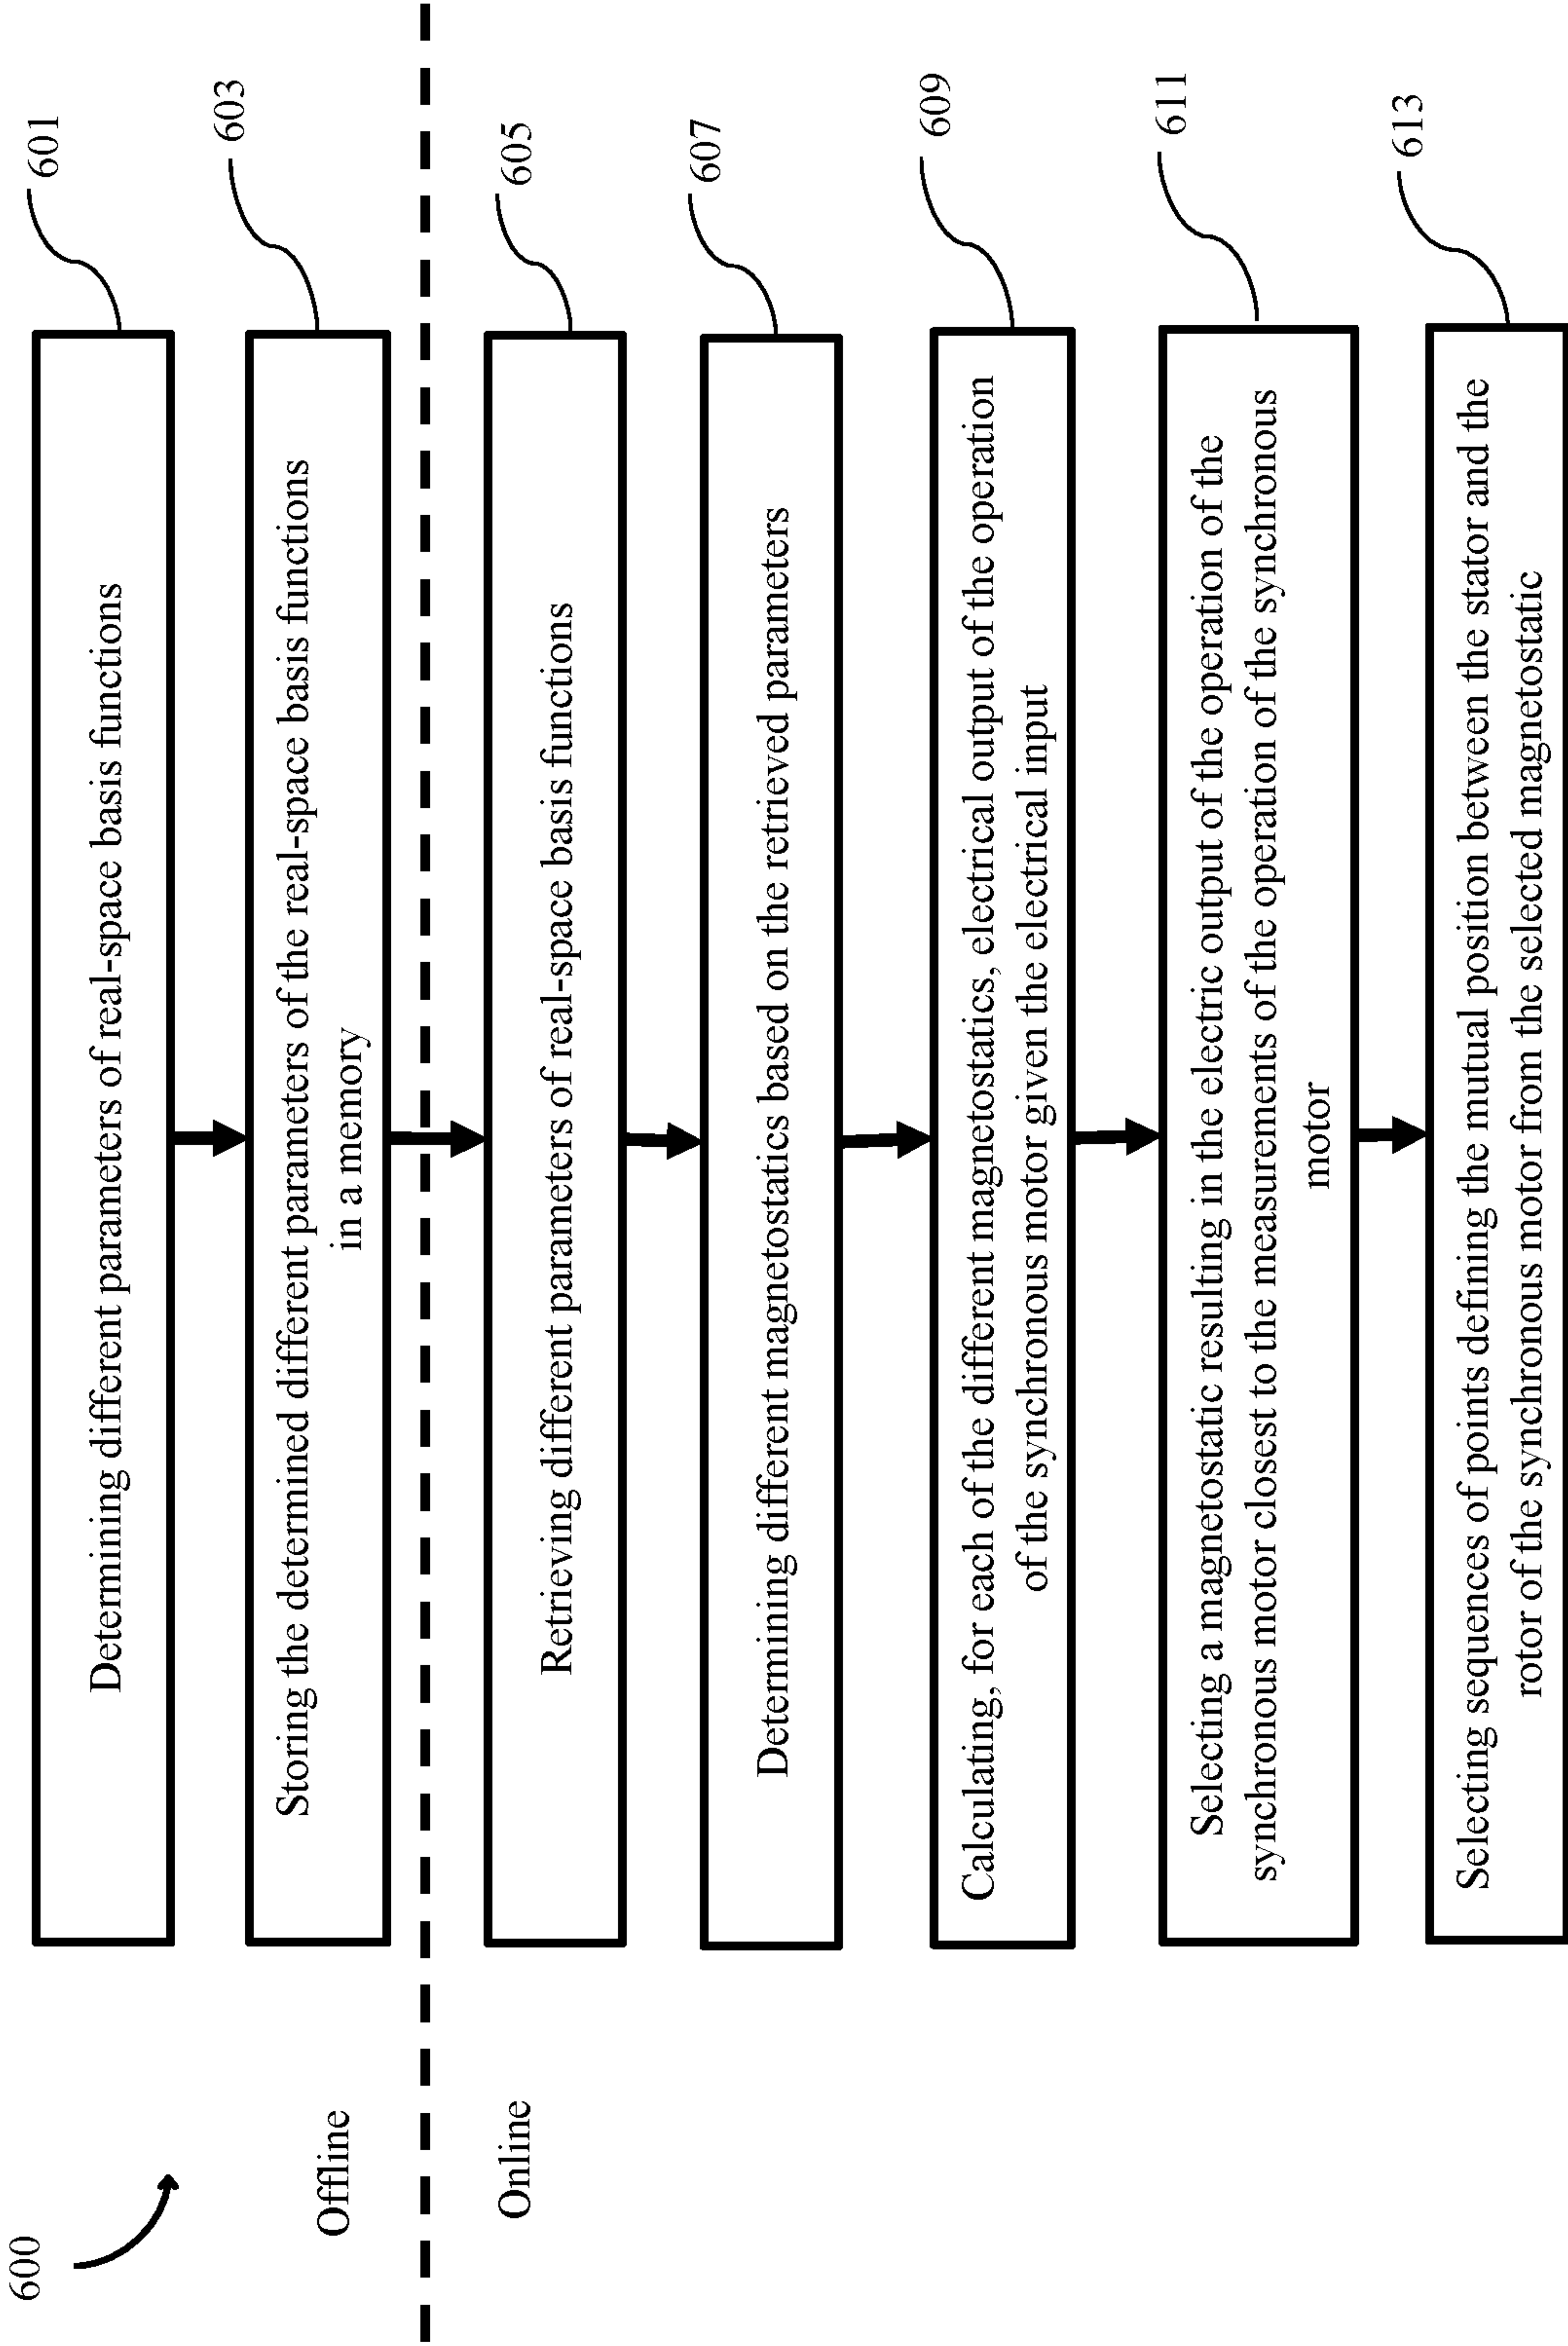 600
601
Determining different parameters of real-space basis functions
603
Storing the determined different parameters of the real-space basis functions
in a memory
Offline
Online
605
Retrieving different parameters of real-space basis functions
607
Determining different magnetostatics based on the retrieved parameters
609
Calculating, for each of the different magnetostatics, electrical output of the operation
of the synchronous motor given the electrical input
611
Selecting a magnetostatic resulting in the electric output of the operation of the
synchronous motor closest to the measurements of the operation of the synchronous
motor
613
Selecting sequences of points defining the mutual position between the stator and the
rotor of the synchronous motor from the selected magnetostatic